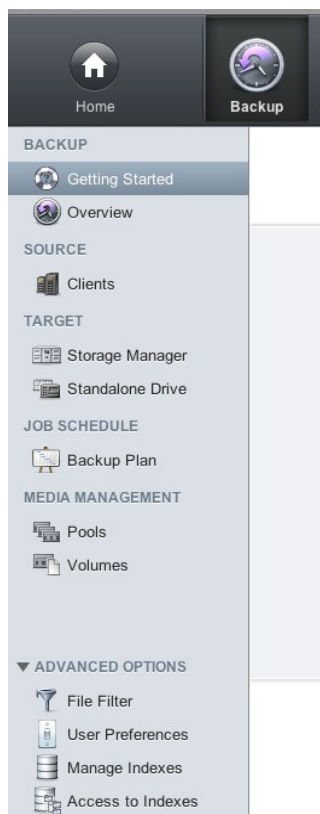 Home
Backup
BACKUP
Getting Started
Overview
SOURCE
Clients
TARGET
Storage Manager
Standalone Drive
JOB SCHEDULE
Backup Plan
MEDIA MANAGEMENT
Pools
Volumes
ADVANCED OPTIONS
File Filter
User Preferences
Manage Indexes
Access to Indexes